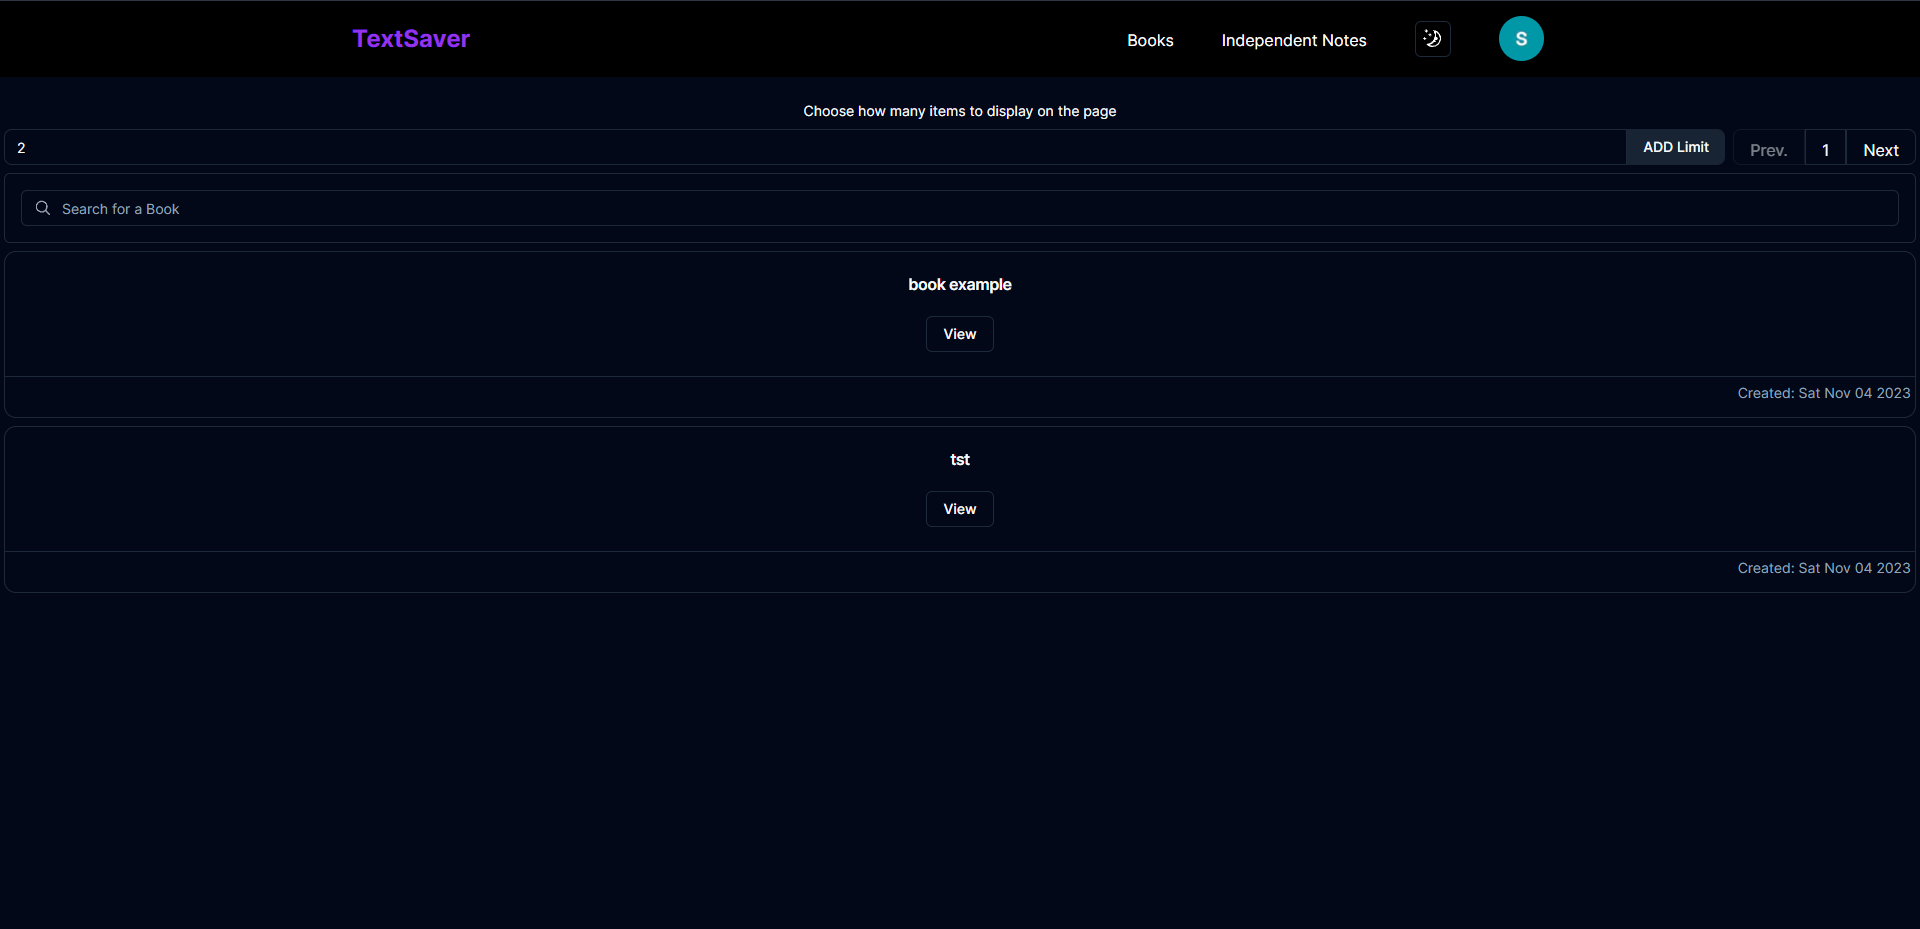 TextSaver
Books
Independent Notes
S
Choose how many items to display on the page
2
ADD Limit
Prev.
1
Next
Search for a Book
book example
View
Created: Sat Nov 04 2023
tst
View
Created: Sat Nov 04 2023